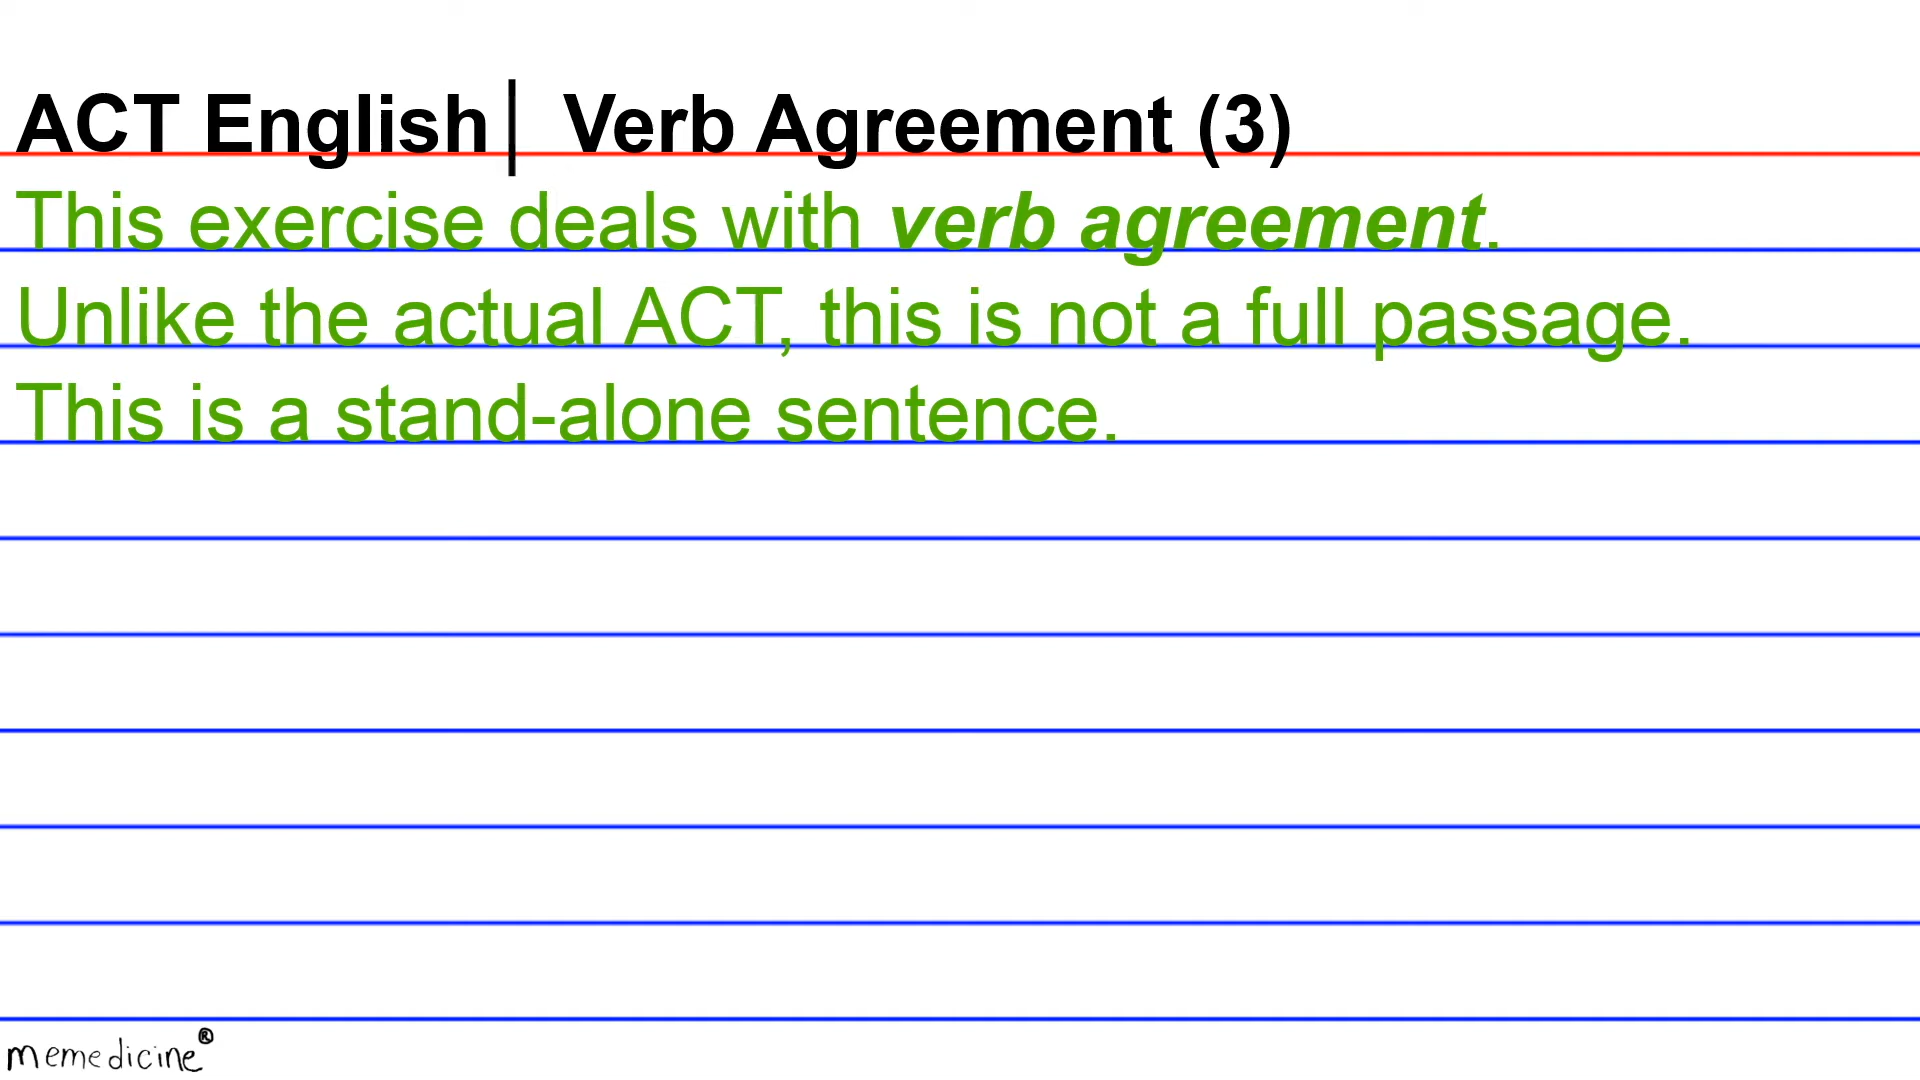 ACT English│ Verb Agreement (3)
This exercise deals with verb agreement.
Unlike the actual ACT, this is not a full passage.
This is a stand-alone sentence.
memedicine®